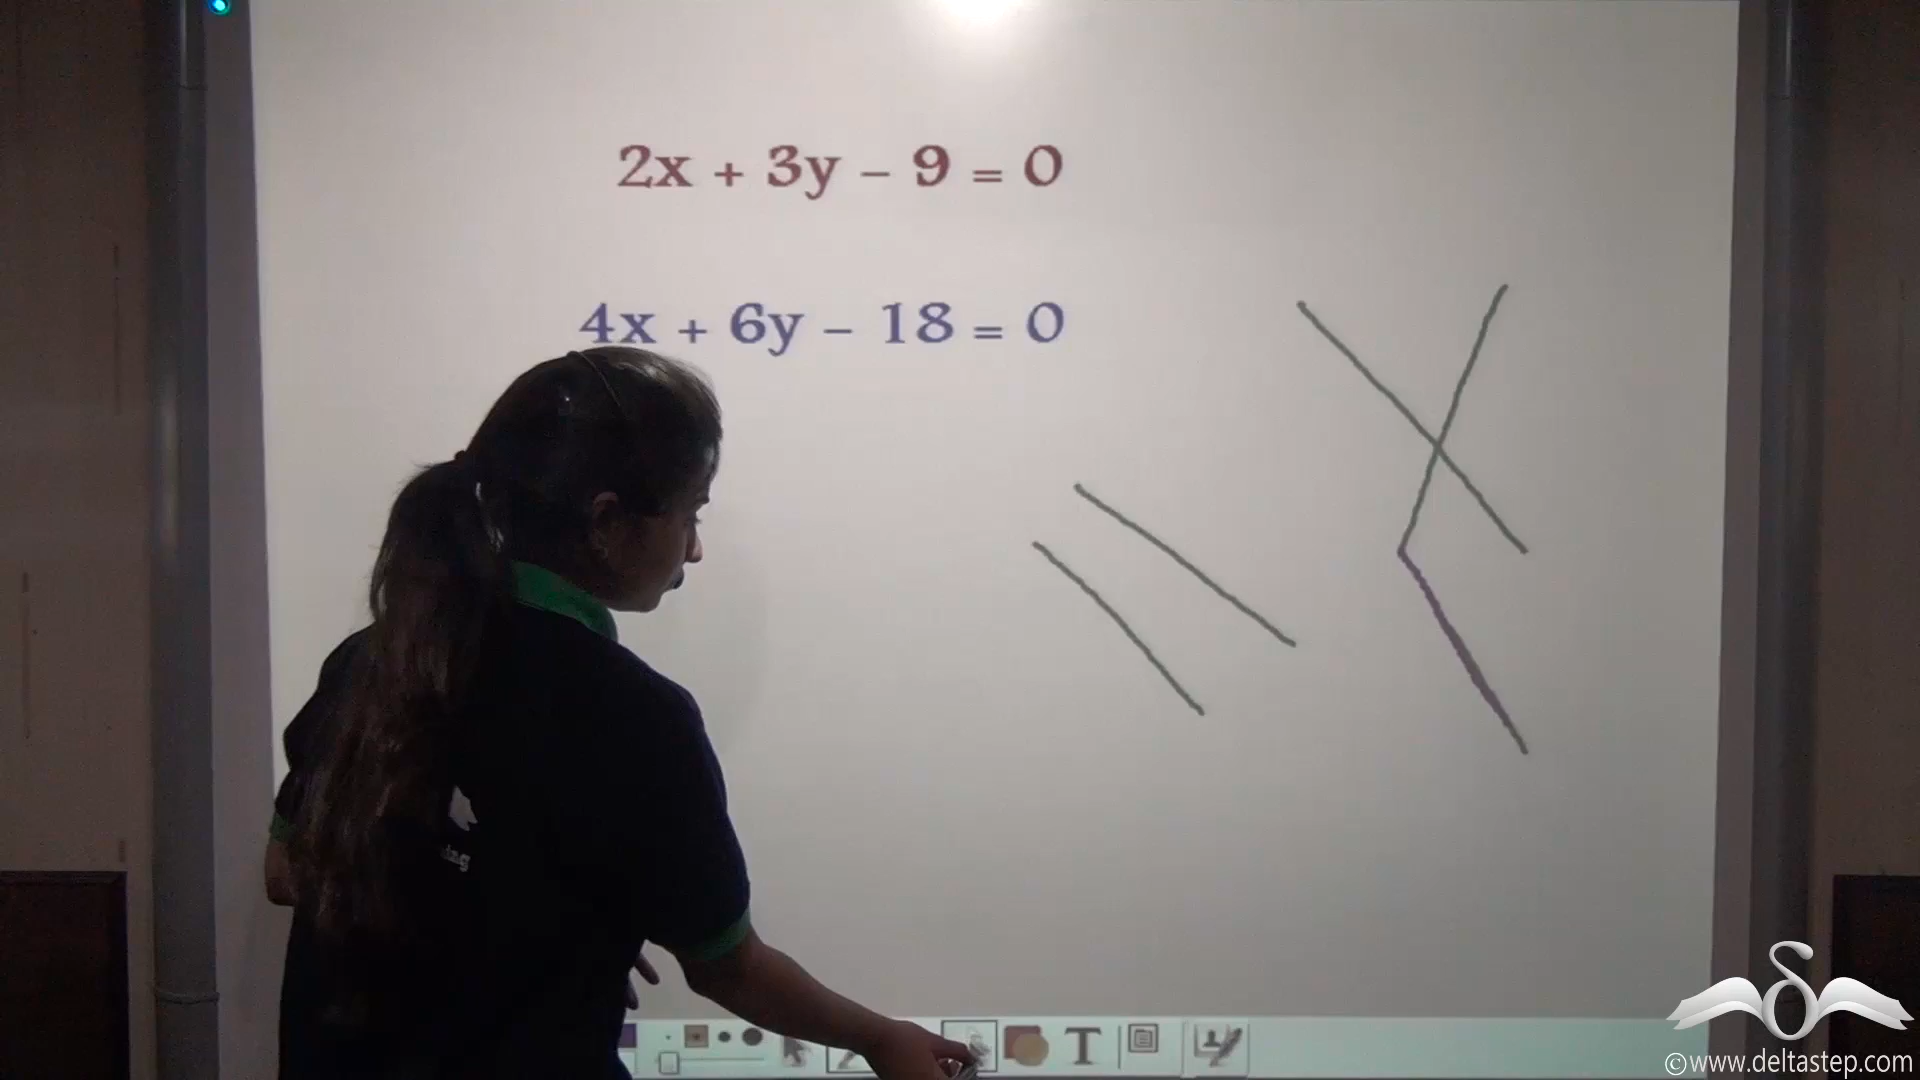 2x + 3y – 9 = 0
4x + 6y – 18 = 0
T
©www.deltastep.com